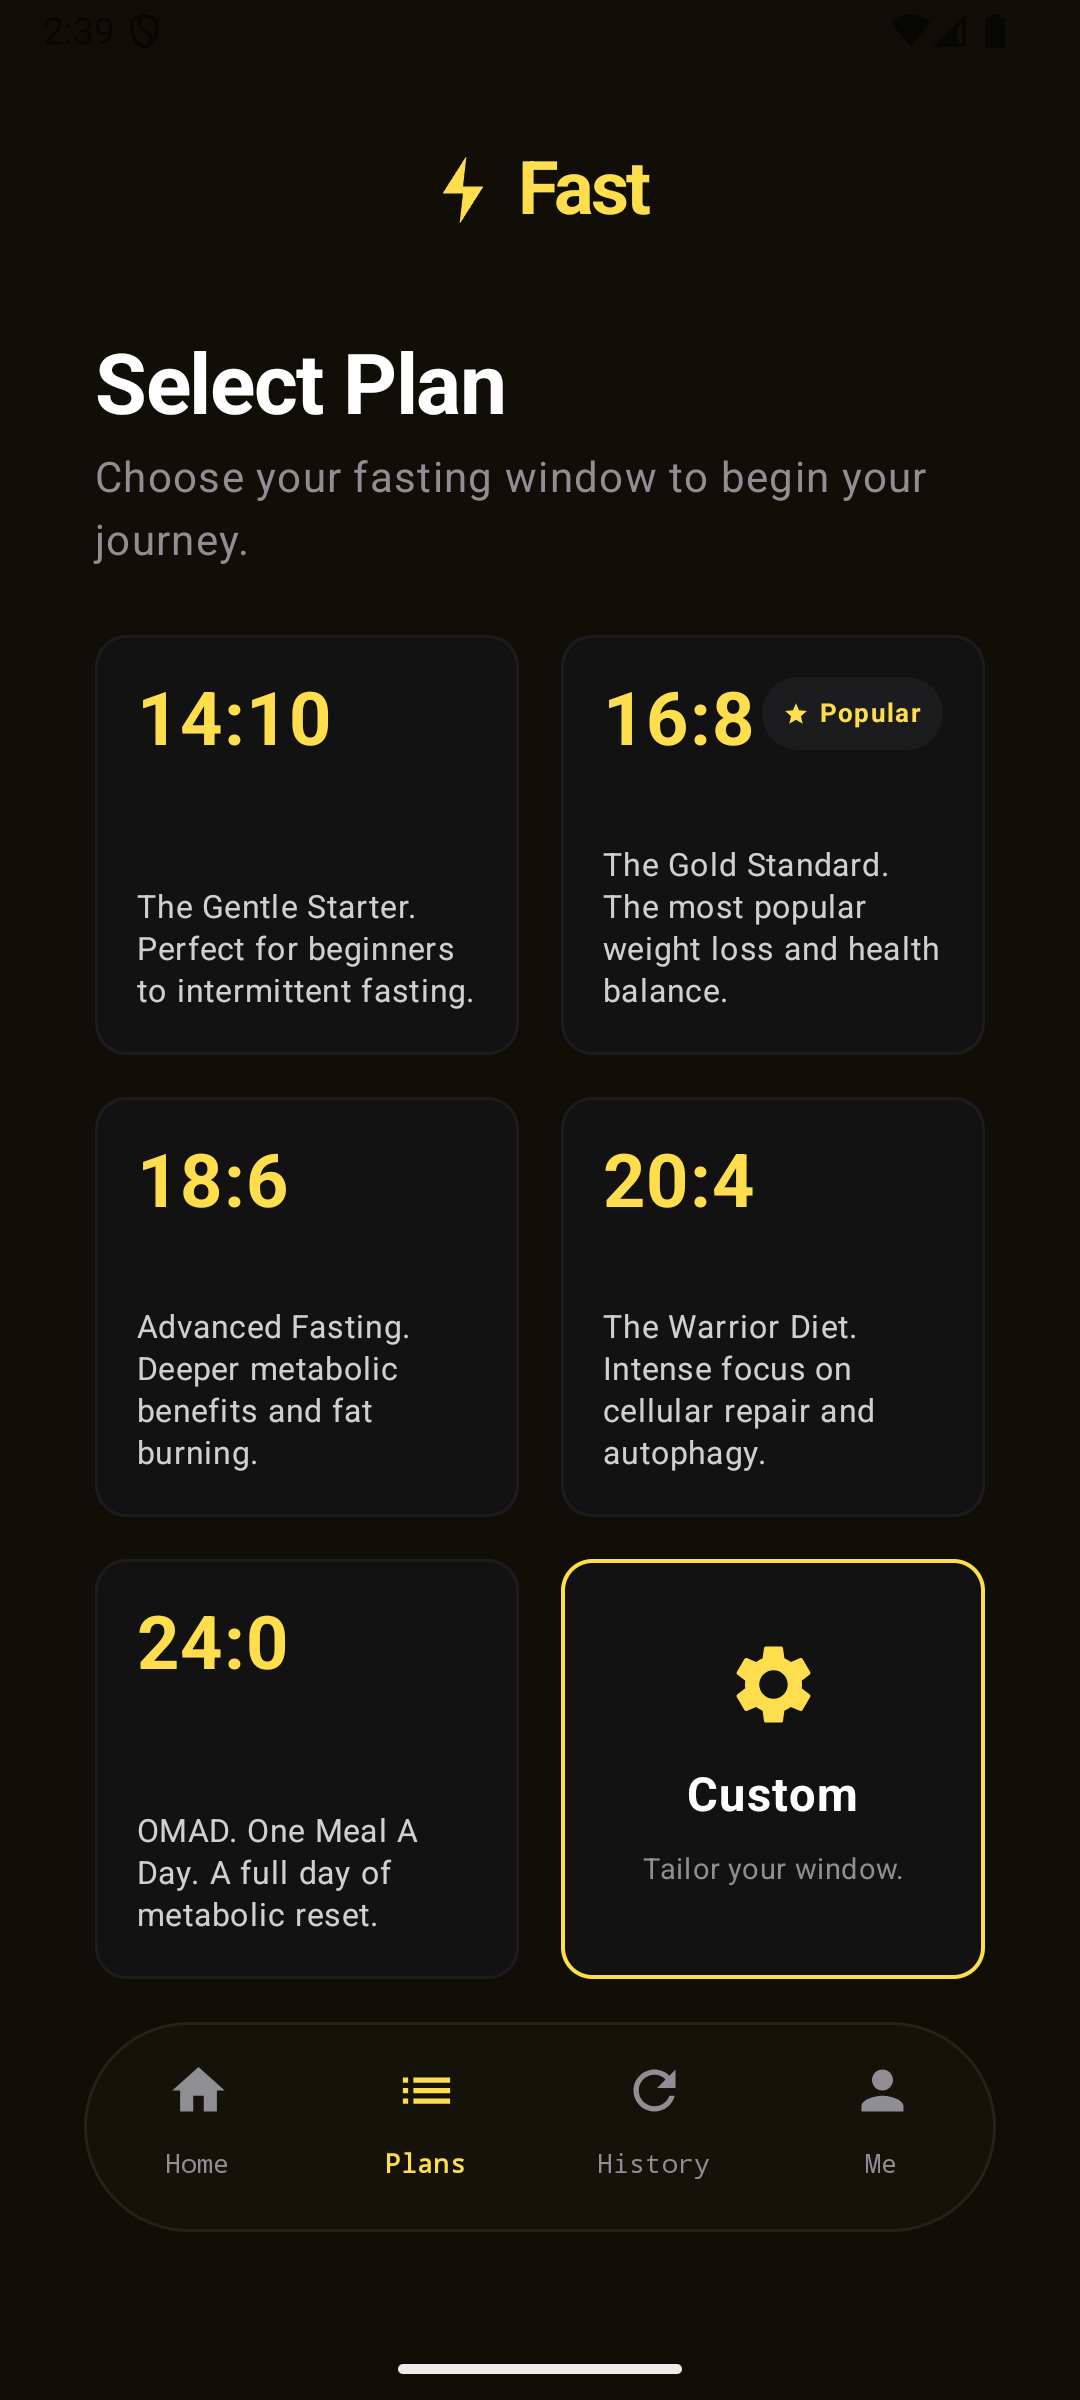 2:39
Fast
Select Plan
Choose your fasting window to begin your
journey.
14:10
The Gentle Starter.
Perfect for beginners
to intermittent fasting.
16:8
Popular
The Gold Standard.
The most popular
weight loss and health
balance.
18:6
Advanced Fasting.
Deeper metabolic
benefits and fat
burning.
20:4
The Warrior Diet.
Intense focus on
cellular repair and
autophagy.
24:0
OMAD. One Meal A
Day. A full day of
metabolic reset.
Custom
Tailor your window.
Home
Plans
History
Me